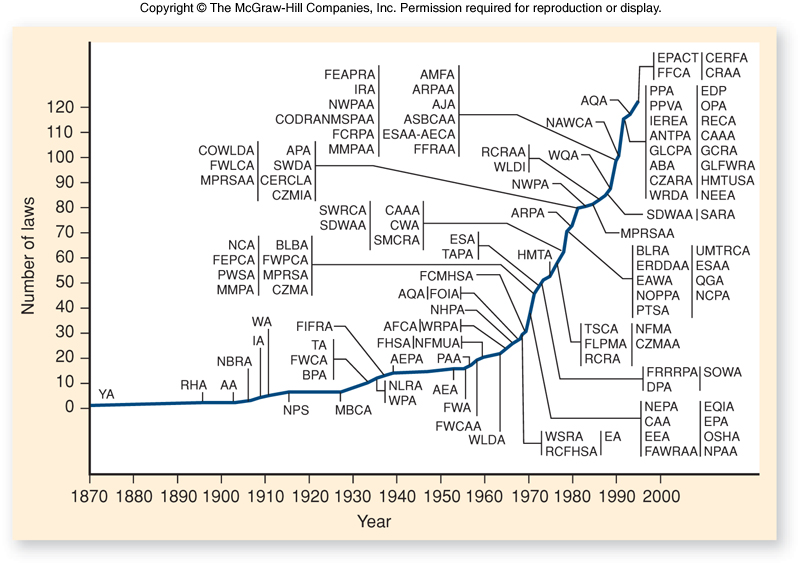 Copyright © The McGraw-Hill Companies, Inc. Permission required for reproduction or display.
Number of laws
120
110
100
90
80
70
60
50
40
30
20
10
0
EPACT CERFA
FFCA CRAA
FEAPRA
IRA
NWPAA
CODRANMSPAA
FCRPA
MMPAA
AMFA
ARPAA
AJA
ASBCAA
ESAA-AECA
FFRAA
AQA
NAWCA
PPA EDP
PPVA OPA
IEREA RECA
ANTPA CAAA
GLCPA GCRA
ABA GLFWRA
CZARA HMTUSA
WRDA NEEA
COWLDA
FWLCA
MPRSAA
APA
SWDA
CERCLA
CZMIA
RCRAA
WLDI
WQA
NWPA
SDWAA SARA
MPRSAA
SWRCA
SDWAA
CAAA
CWA
SMCRA
ARPA
NCA
FEPCA
PWSA
MMPA
BLBA
FWPCA
MPRSA
CZMA
ESA
TAPA
HMTA
BLRA UMTRCA
ERDDAA ESAA
EAWA QGA
NOPPA NCPA
PTSA
FCMHSA
AQA FOIA
NHPA
WA
IA
NBRA
FIFRA
TA
FWCA
BPA
AFCA WRPA
FHSA NFMUA
AEPA
PAA
TSCA NFMA
FLPMA CZMAA
RCRA
YA
RHA
AA
NPS
MBCA
NLRA
WPA
AEA
FWA
FWCAA
WLDA
FRRRPA SOWA
DPA
NEPA EQIA
CAA EPA
EEA OSHA
FAWRAA NPAA
WSRA EA
RCFHSA
1870 1880 1890 1900 1910 1920 1930 1940 1950 1960 1970 1980 1990 2000
Year